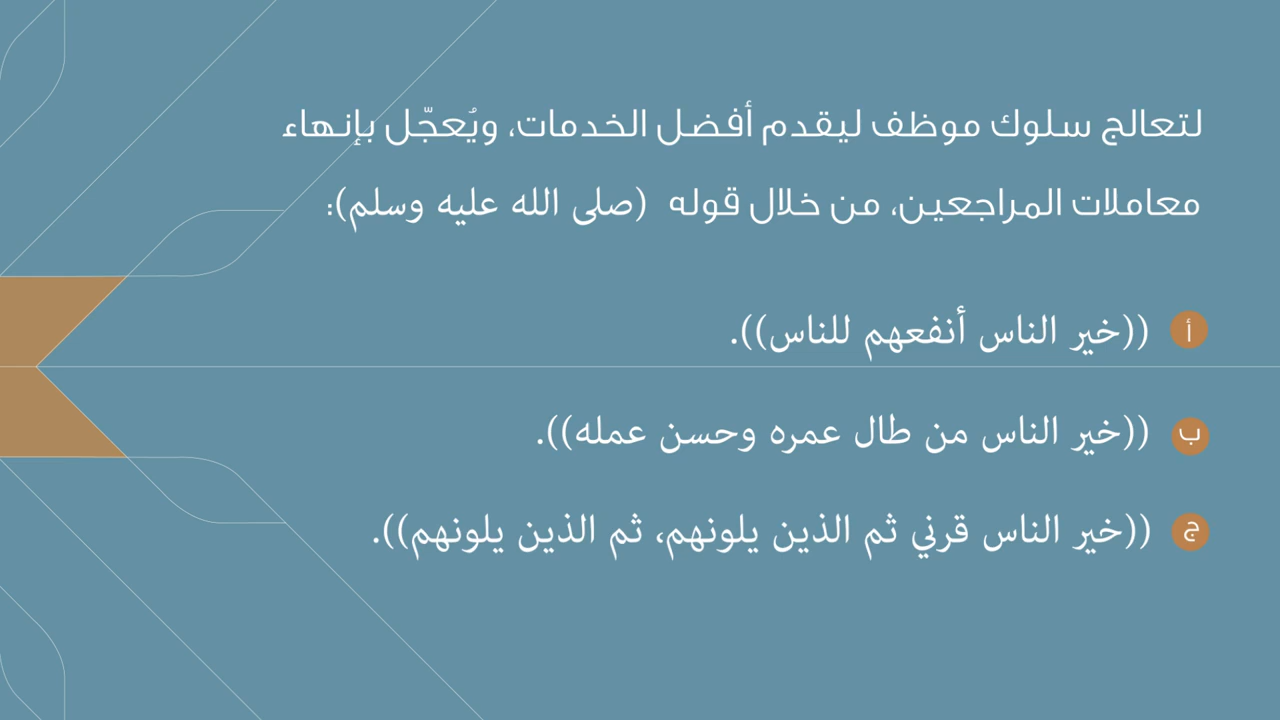 لتعالج سلوك موظف ليقدم أفضل الخدمات، ويُعجّل بإنهاء
معاملات المراجعين، من خلال قوله (صلى الله عليه وسلم):
أ ((خير الناس أنفعهم للناس)).
ب ((خير الناس من طال عمره وحسن عمله)).
ج ((خير الناس قرني ثم الذين يلونهم، ثم الذين يلونهم)).